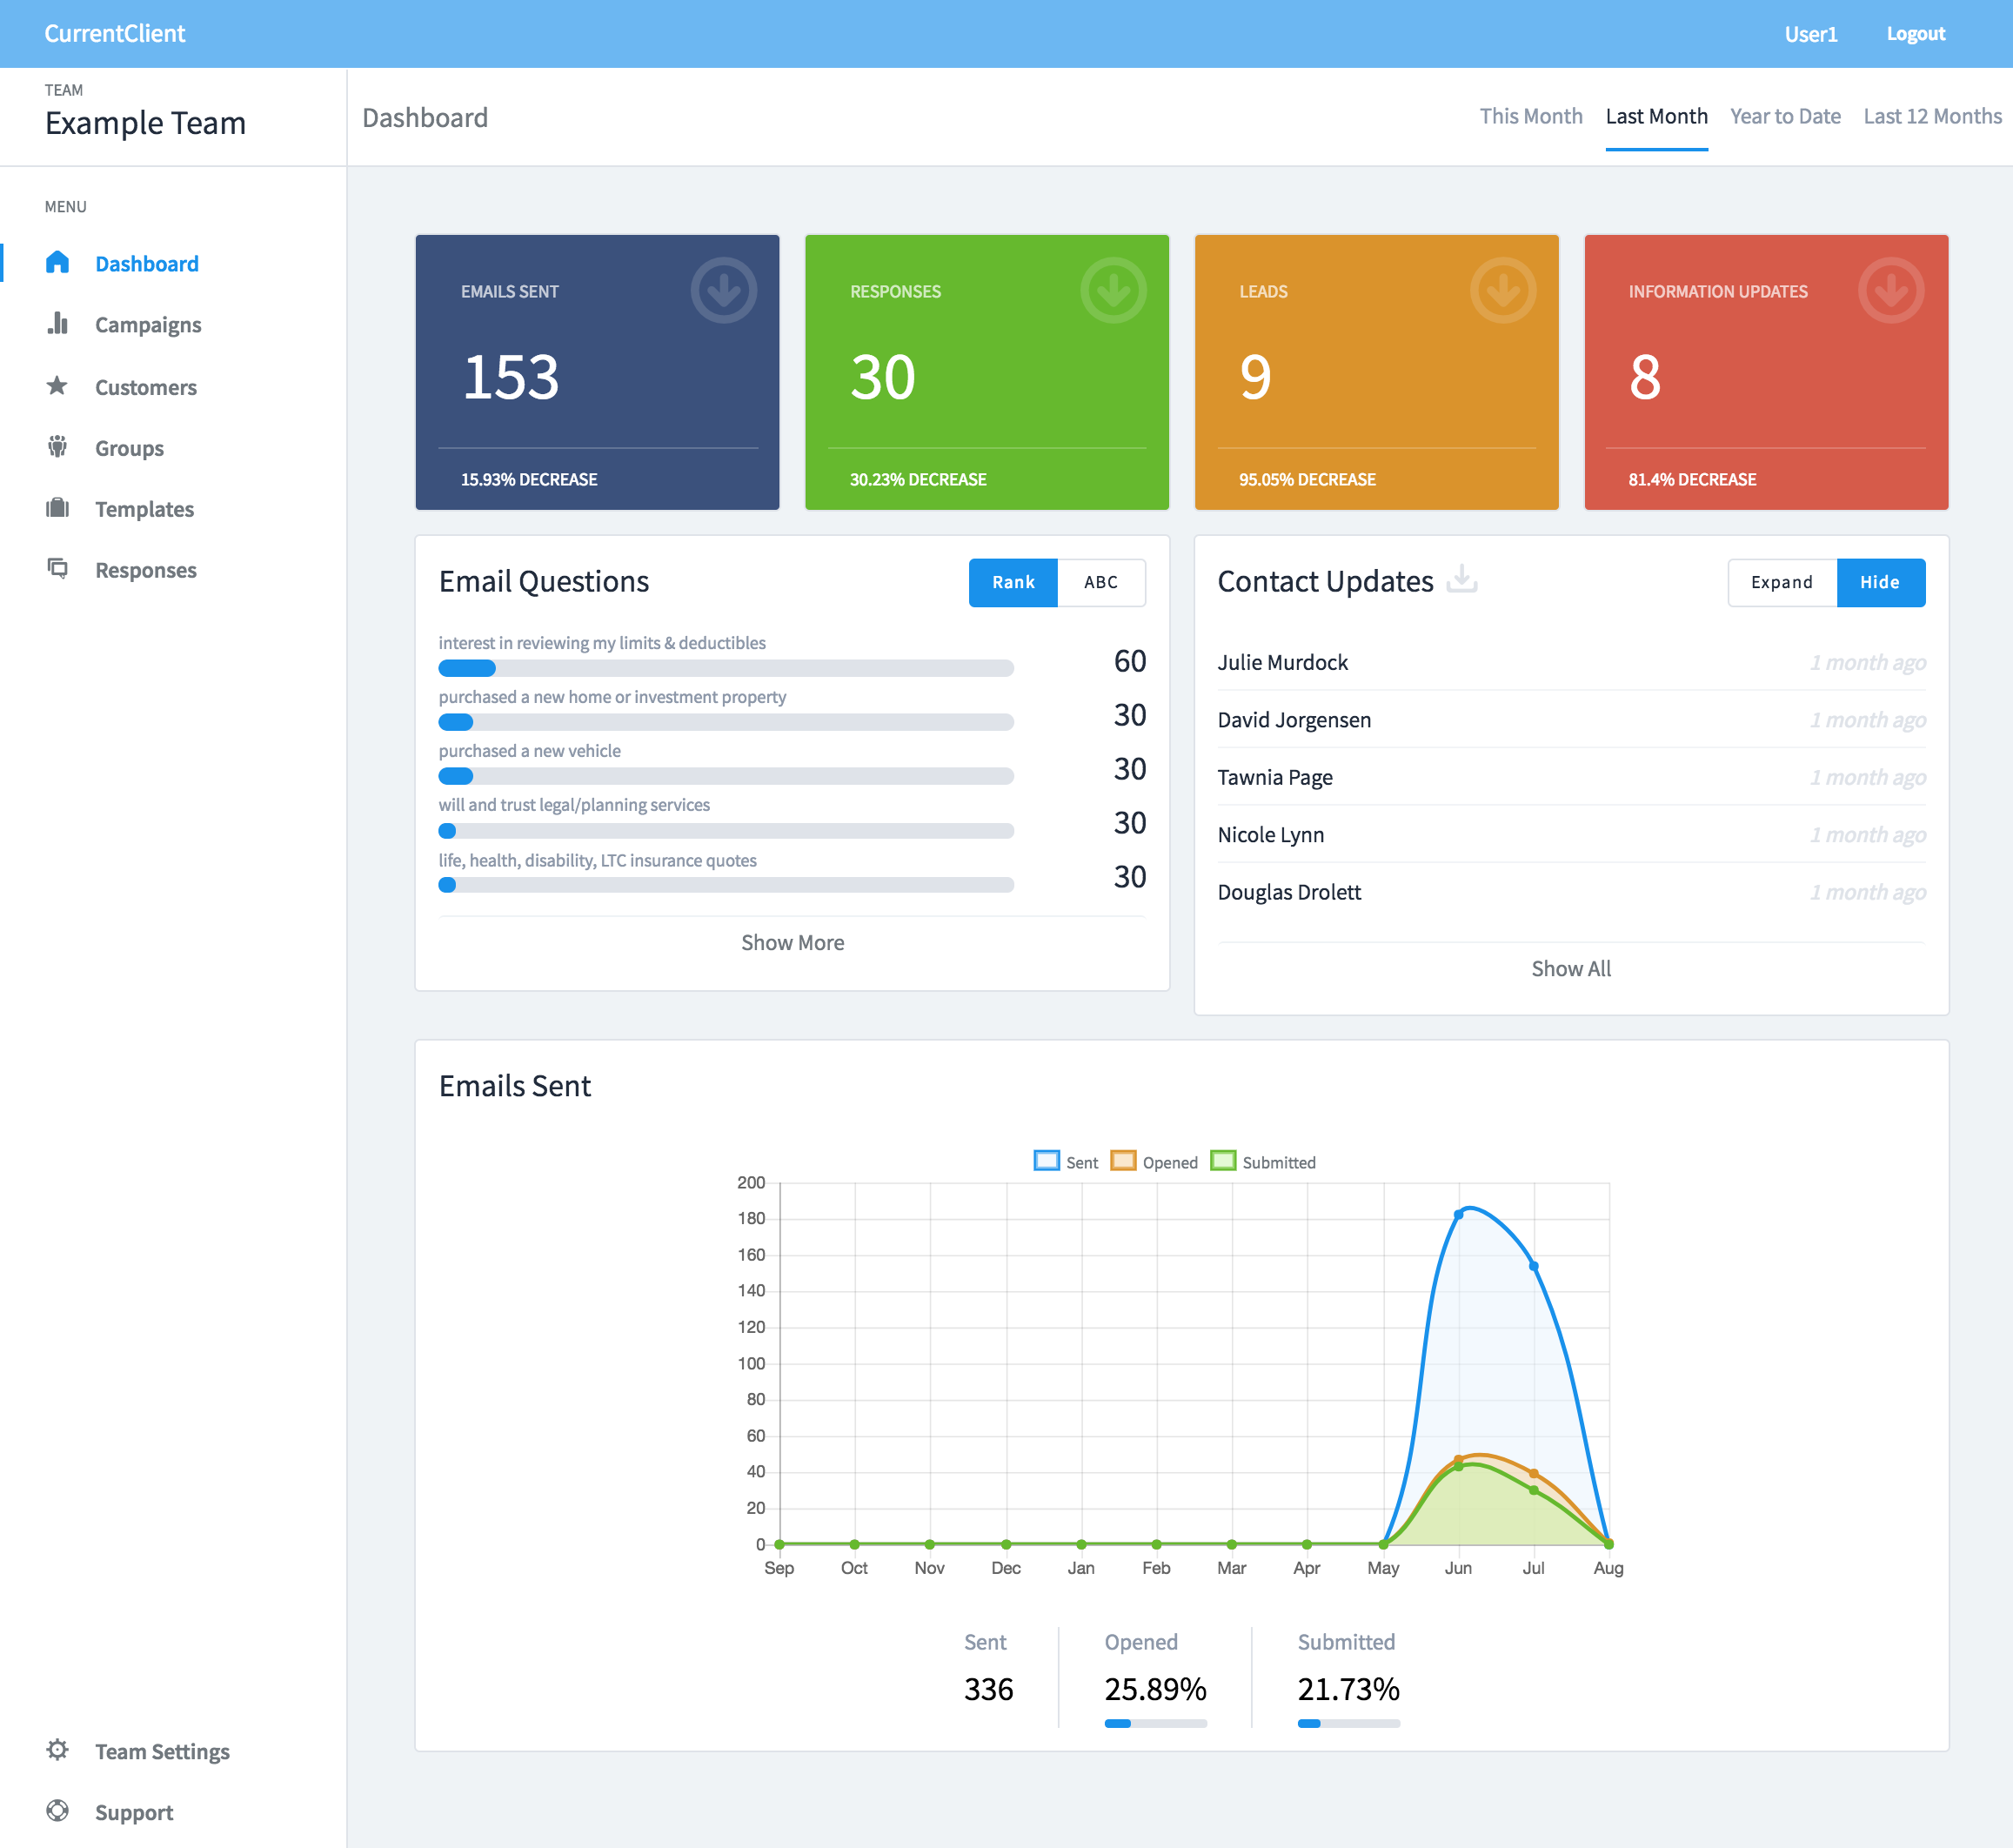 CurrentClient
User1
Logout
TEAM
Example Team
Dashboard
This Month
Last Month
Year to Date
Last 12 Months
MENU
Dashboard
Campaigns
Customers
Groups
Templates
Responses
Team Settings
Support
EMAILS SENT
153
15.93% DECREASE
RESPONSES
30
30.23% DECREASE
LEADS
9
95.05% DECREASE
INFORMATION UPDATES
8
81.4% DECREASE
Email Questions
Rank
ABC
interest in reviewing my limits & deductibles
60
purchased a new home or investment property
30
purchased a new vehicle
30
will and trust legal/planning services
30
life, health, disability, LTC insurance quotes
30
Show More
Contact Updates
Expand
Hide
Julie Murdock 1 month ago
David Jorgensen 1 month ago
Tawnia Page 1 month ago
Nicole Lynn 1 month ago
Douglas Drolett 1 month ago
Show All
Emails Sent
Sent Opened Submitted
200
180
160
140
120
100
80
60
40
20
0
Sep Oct Nov Dec Jan Feb Mar Apr May Jun Jul Aug
Sent
336
Opened
25.89%
Submitted
21.73%